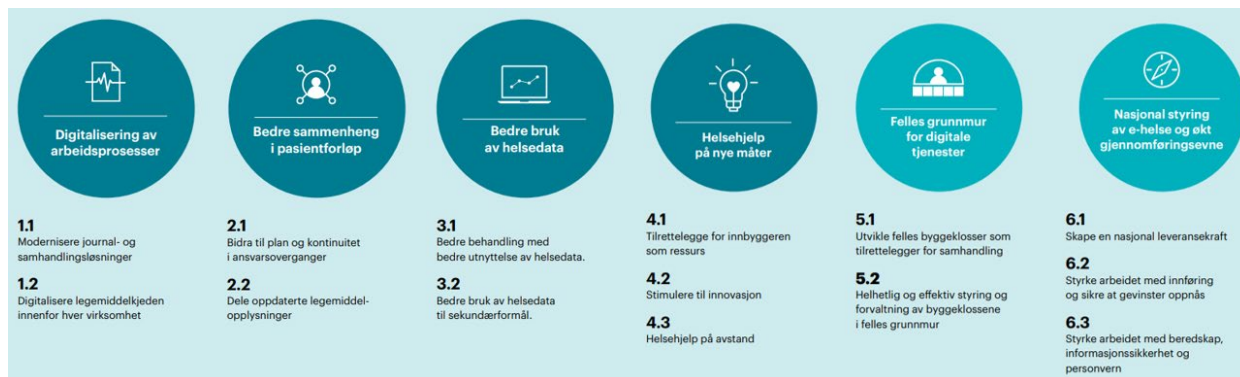 Digitalisering av
arbeidsprosesser
1.1
Modernisere journal- og
samhandlingsløsninger
1.2
Digitalisere legemiddelkjeden
innenfor hver virksomhet
Bedre sammenheng
i pasientforløp
2.1
Bidra til plan og kontinuitet
i ansvarsoverganger
2.2
Dele oppdaterte legemiddel-
opplysninger
Bedre bruk
av helsedata
3.1
Bedre behandling med
bedre utnyttelse av helsedata.
3.2
Bedre bruk av helsedata
til sekundærformål.
Helsehjelp
på nye måter
4.1
Tilrettelegge for innbyggeren
som ressurs
4.2
Stimulere til innovasjon
4.3
Helsehjelp på avstand
Felles grunnmur
for digitale
tjenester
5.1
Utvikle felles byggeklosser som
tilrettelegger for samhandling
5.2
Helhetlig og effektiv styring og
forvaltning av byggeklossene
i felles grunnmur
Nasjonal styring
av e-helse og økt
gjennomføringsevne
6.1
Skape en nasjonal leveransekraft
6.2
Styrke arbeidet med innføring
og sikre at gevinster oppnås
6.3
Styrke arbeidet med beredskap,
informasjonssikkerhet og
personvern